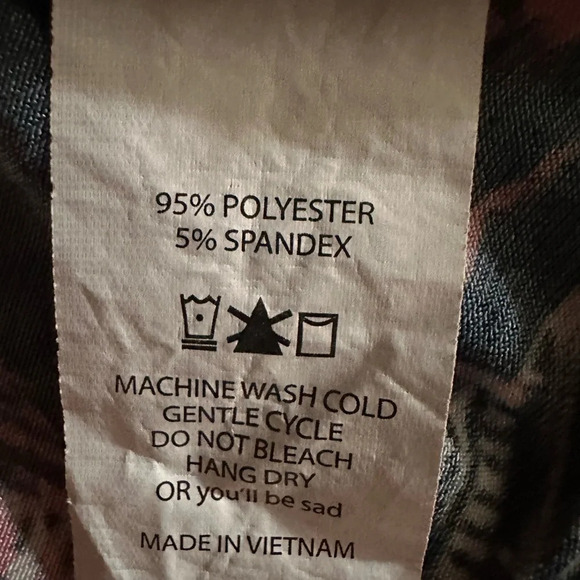 95% POLYESTER
5% SPANDEX
MACHINE WASH COLD
GENTLE CYCLE
DO NOT BLEACH
HANG DRY
OR you'll be sad
MADE IN VIETNAM